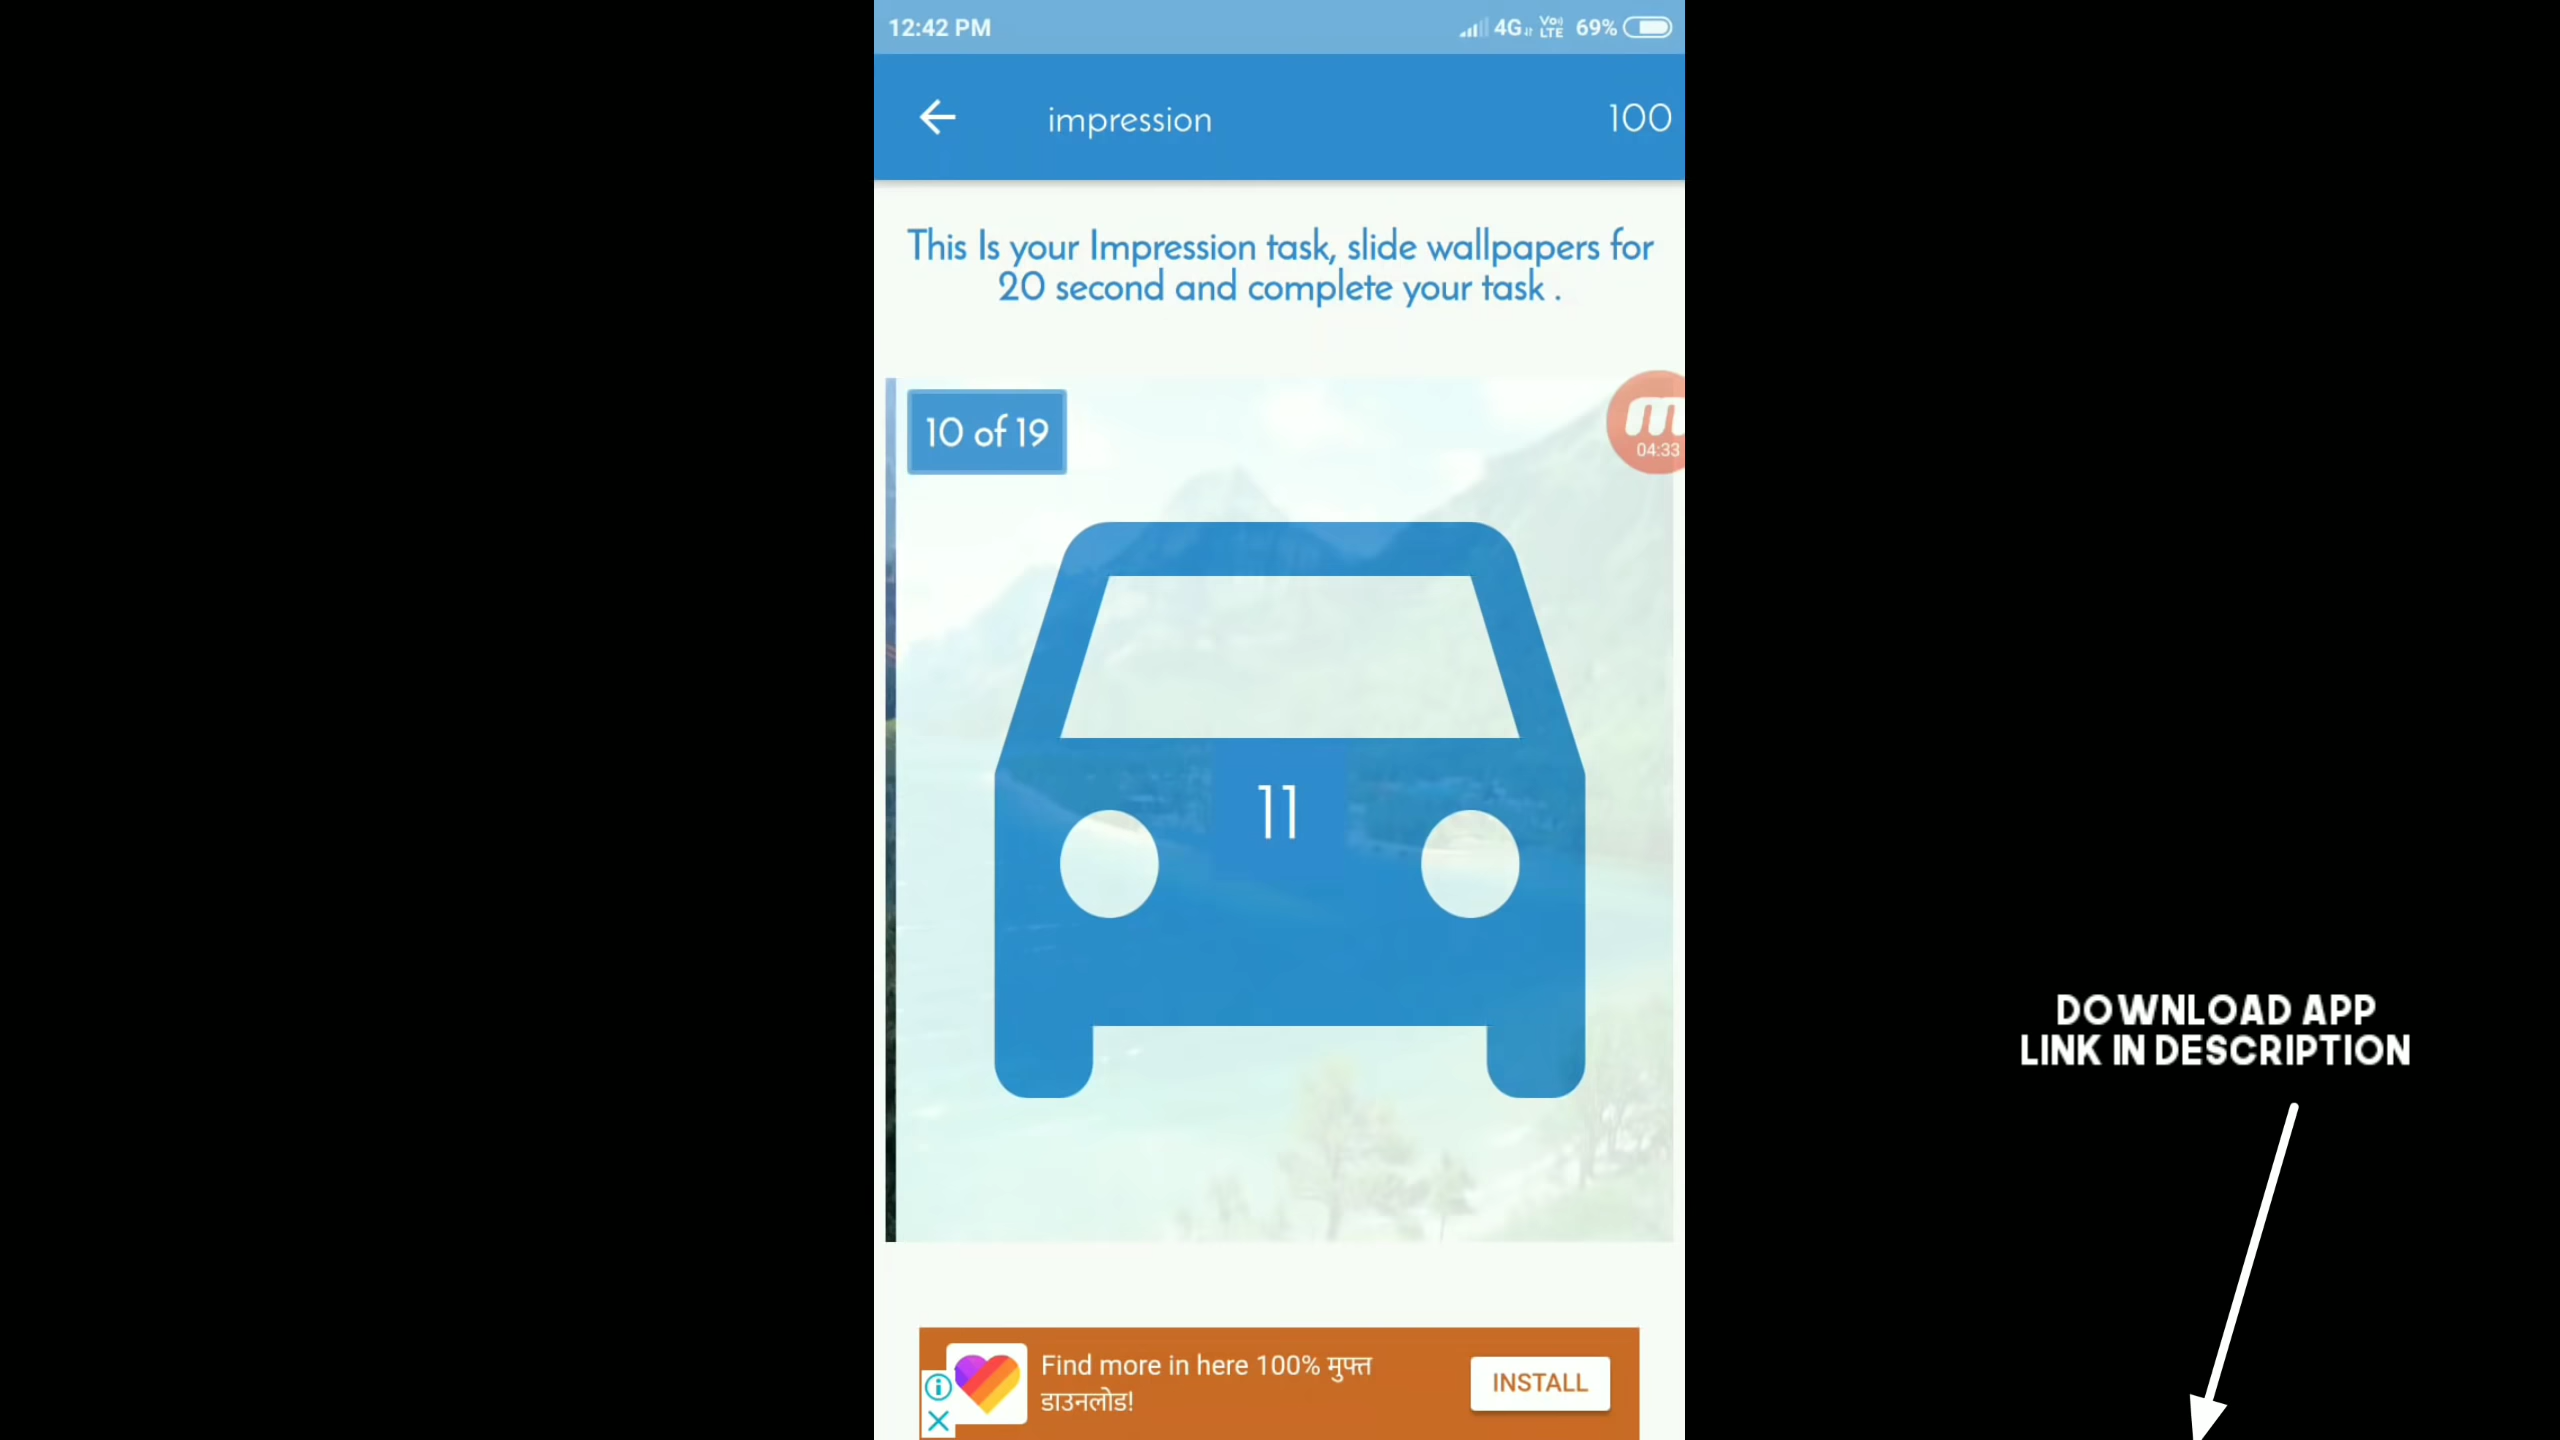 12:42 PM
4G Vo) LTE 69%
impression
100
This Is your Impression task, slide wallpapers for
20 second and complete your task .
10 of 19
m
04:33
11
DOWNLOAD APP
LINK IN DESCRIPTION
Find more in here 100% मुफ्त
डाउनलोड!
INSTALL